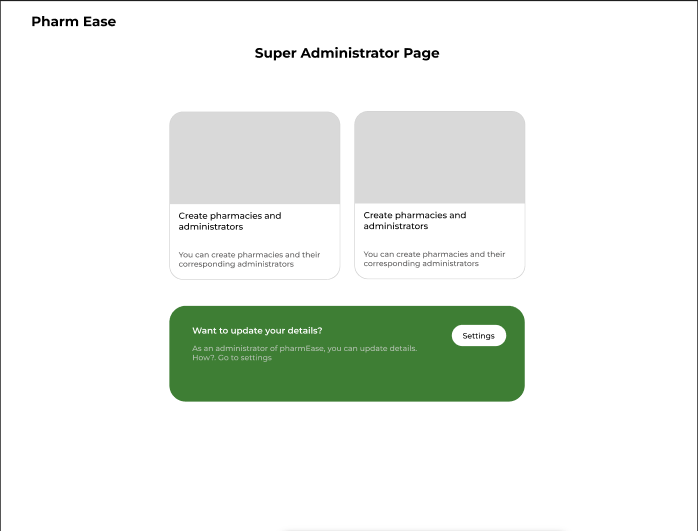 Pharm Ease
Super Administrator Page
Create pharmacies and
administrators
You can create pharmacies and their
corresponding administrators
Create pharmacies and
administrators
You can create pharmacies and their
corresponding administrators
Want to update your details?
As an administrator of pharmEase, you can update details.
How?. Go to settings
Settings